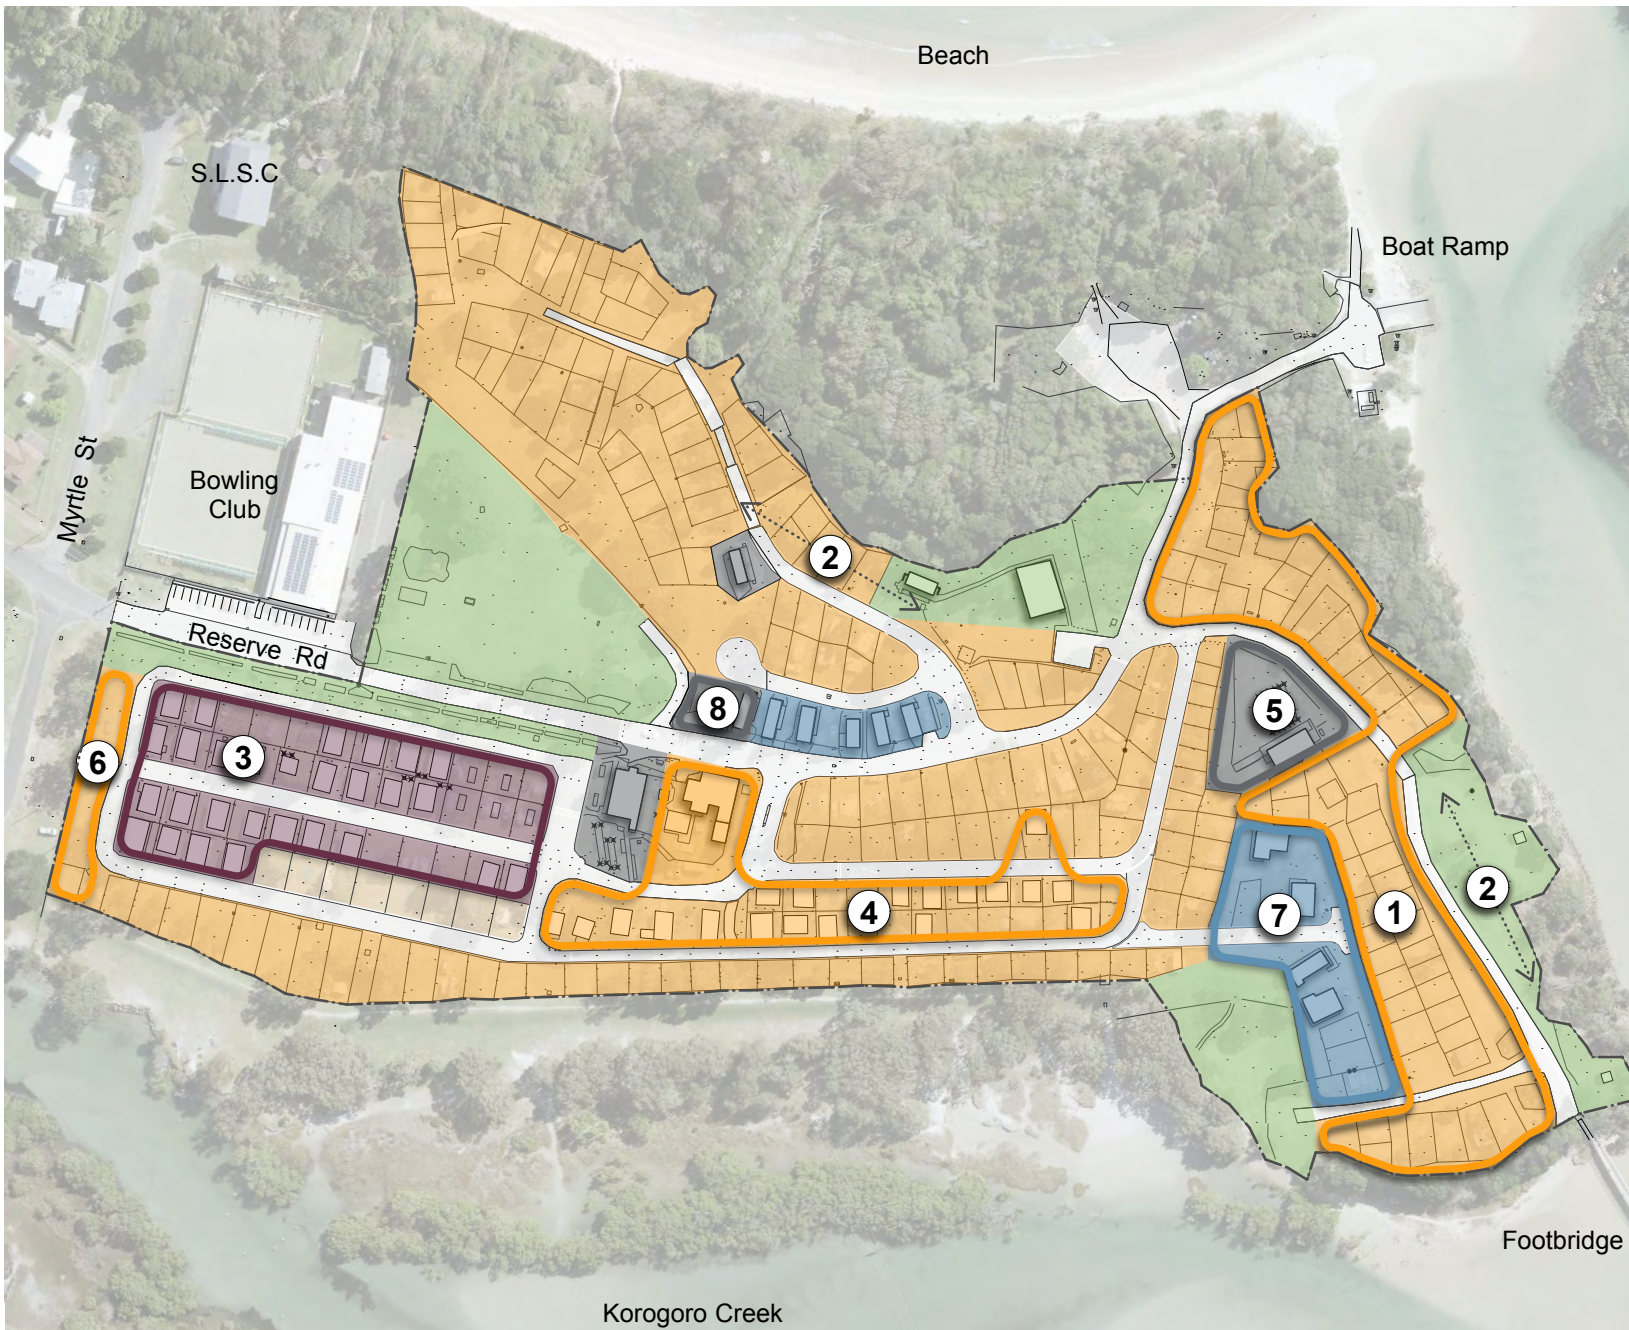 Beach
S.L.S.C
Boat Ramp
Myrtle St
Bowling
Club
2
Reserve Rd
8
5
6
3
2
4
7
1
Footbridge
Korogoro Creek